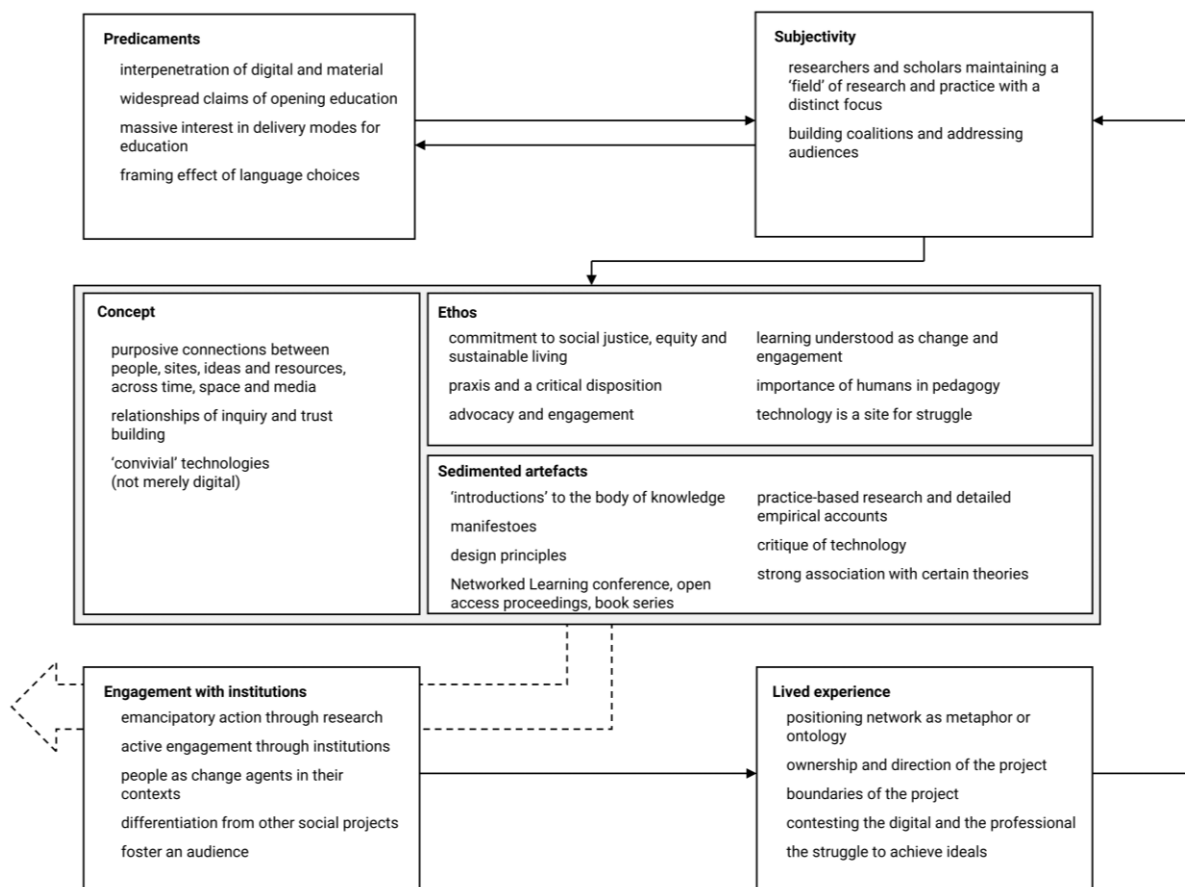 Predicaments
interpenetration of digital and material
widespread claims of opening education
massive interest in delivery modes for
education
framing effect of language choices
Subjectivity
researchers and scholars maintaining a
‘field’ of research and practice with a
distinct focus
building coalitions and addressing
audiences
Concept
purposive connections between
people, sites, ideas and resources,
across time, space and media
relationships of inquiry and trust
building
‘convivial’ technologies
(not merely digital)
Ethos
commitment to social justice, equity and
sustainable living
praxis and a critical disposition
advocacy and engagement
learning understood as change and
engagement
importance of humans in pedagogy
technology is a site for struggle
Sedimented artefacts
‘introductions’ to the body of knowledge
manifestoes
design principles
Networked Learning conference, open
access proceedings, book series
practice-based research and detailed
empirical accounts
critique of technology
strong association with certain theories
Engagement with institutions
emancipatory action through research
active engagement through institutions
people as change agents in their
contexts
differentiation from other social projects
foster an audience
Lived experience
positioning network as metaphor or
ontology
ownership and direction of the project
boundaries of the project
contesting the digital and the professional
the struggle to achieve ideals